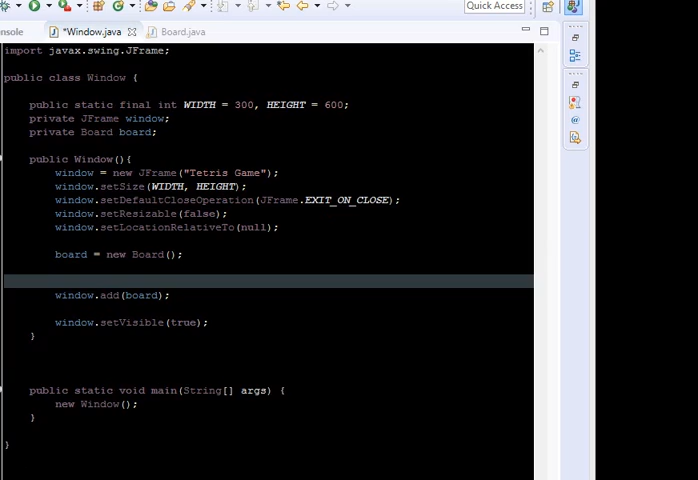 Quick Access
nsole
*Window.java
Board.java
import javax.swing.JFrame;
public class Window {
public static final int WIDTH = 300, HEIGHT = 600;
private JFrame window;
private Board board;
public Window(){
window = new JFrame("Tetris Game");
window.setSize(WIDTH, HEIGHT);
window.setDefaultCloseOperation(JFrame.EXIT_ON_CLOSE);
window.setResizable(false);
window.setLocationRelativeTo(null);
board = new Board();
window.add(board);
window.setVisible(true);
}
public static void main(String[] args) {
new Window();
}
}